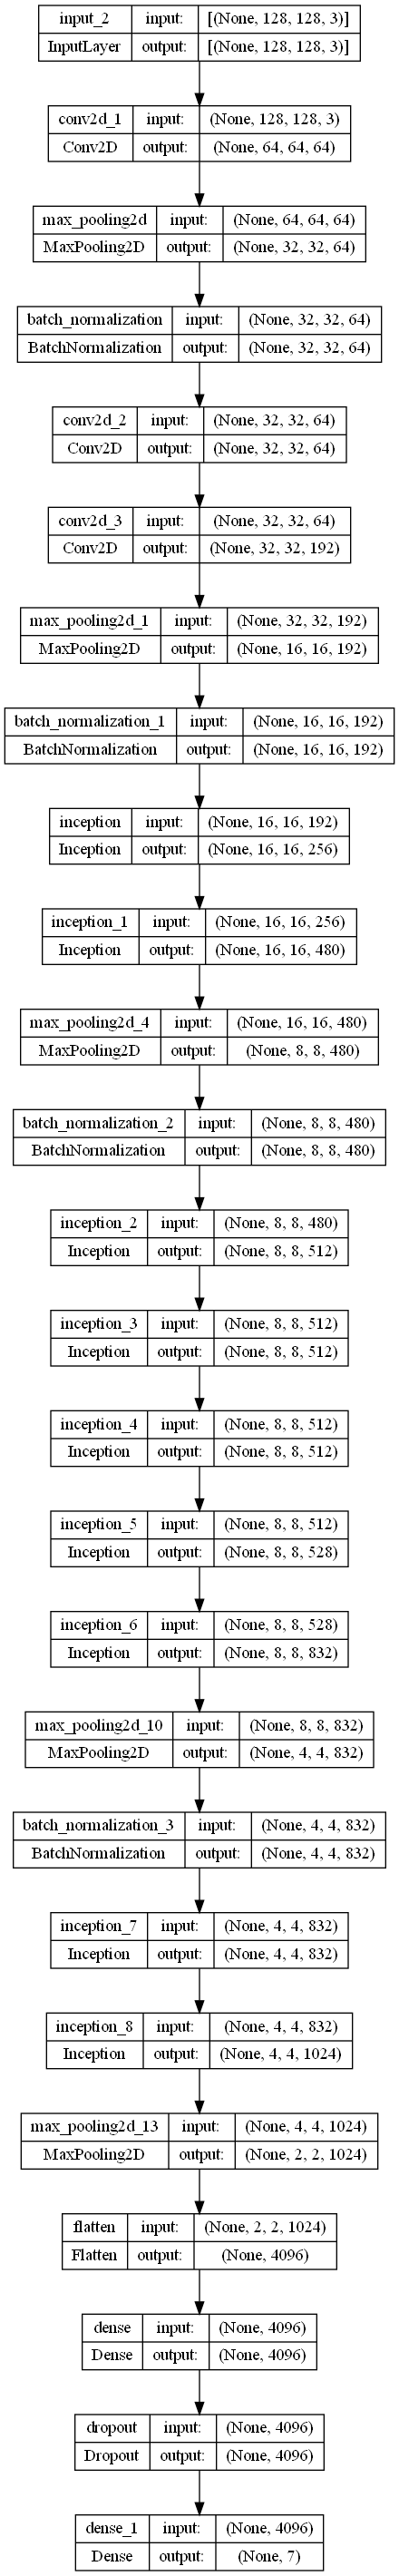 input_2 input: [(None, 128, 128, 3)]
InputLayer output: [(None, 128, 128, 3)]
conv2d_1 input: (None, 128, 128, 3)
Conv2D output: (None, 64, 64, 64)
max_pooling2d input: (None, 64, 64, 64)
MaxPooling2D output: (None, 32, 32, 64)
batch_normalization input: (None, 32, 32, 64)
BatchNormalization output: (None, 32, 32, 64)
conv2d_2 input: (None, 32, 32, 64)
Conv2D output: (None, 32, 32, 64)
conv2d_3 input: (None, 32, 32, 64)
Conv2D output: (None, 32, 32, 192)
max_pooling2d_1 input: (None, 32, 32, 192)
MaxPooling2D output: (None, 16, 16, 192)
batch_normalization_1 input: (None, 16, 16, 192)
BatchNormalization output: (None, 16, 16, 192)
inception input: (None, 16, 16, 192)
Inception output: (None, 16, 16, 256)
inception_1 input: (None, 16, 16, 256)
Inception output: (None, 16, 16, 480)
max_pooling2d_4 input: (None, 16, 16, 480)
MaxPooling2D output: (None, 8, 8, 480)
batch_normalization_2 input: (None, 8, 8, 480)
BatchNormalization output: (None, 8, 8, 480)
inception_2 input: (None, 8, 8, 480)
Inception output: (None, 8, 8, 512)
inception_3 input: (None, 8, 8, 512)
Inception output: (None, 8, 8, 512)
inception_4 input: (None, 8, 8, 512)
Inception output: (None, 8, 8, 512)
inception_5 input: (None, 8, 8, 512)
Inception output: (None, 8, 8, 528)
inception_6 input: (None, 8, 8, 528)
Inception output: (None, 8, 8, 832)
max_pooling2d_10 input: (None, 8, 8, 832)
MaxPooling2D output: (None, 4, 4, 832)
batch_normalization_3 input: (None, 4, 4, 832)
BatchNormalization output: (None, 4, 4, 832)
inception_7 input: (None, 4, 4, 832)
Inception output: (None, 4, 4, 832)
inception_8 input: (None, 4, 4, 832)
Inception output: (None, 4, 4, 1024)
max_pooling2d_13 input: (None, 4, 4, 1024)
MaxPooling2D output: (None, 2, 2, 1024)
flatten input: (None, 2, 2, 1024)
Flatten output: (None, 4096)
dense input: (None, 4096)
Dense output: (None, 4096)
dropout input: (None, 4096)
Dropout output: (None, 4096)
dense_1 input: (None, 4096)
Dense output: (None, 7)